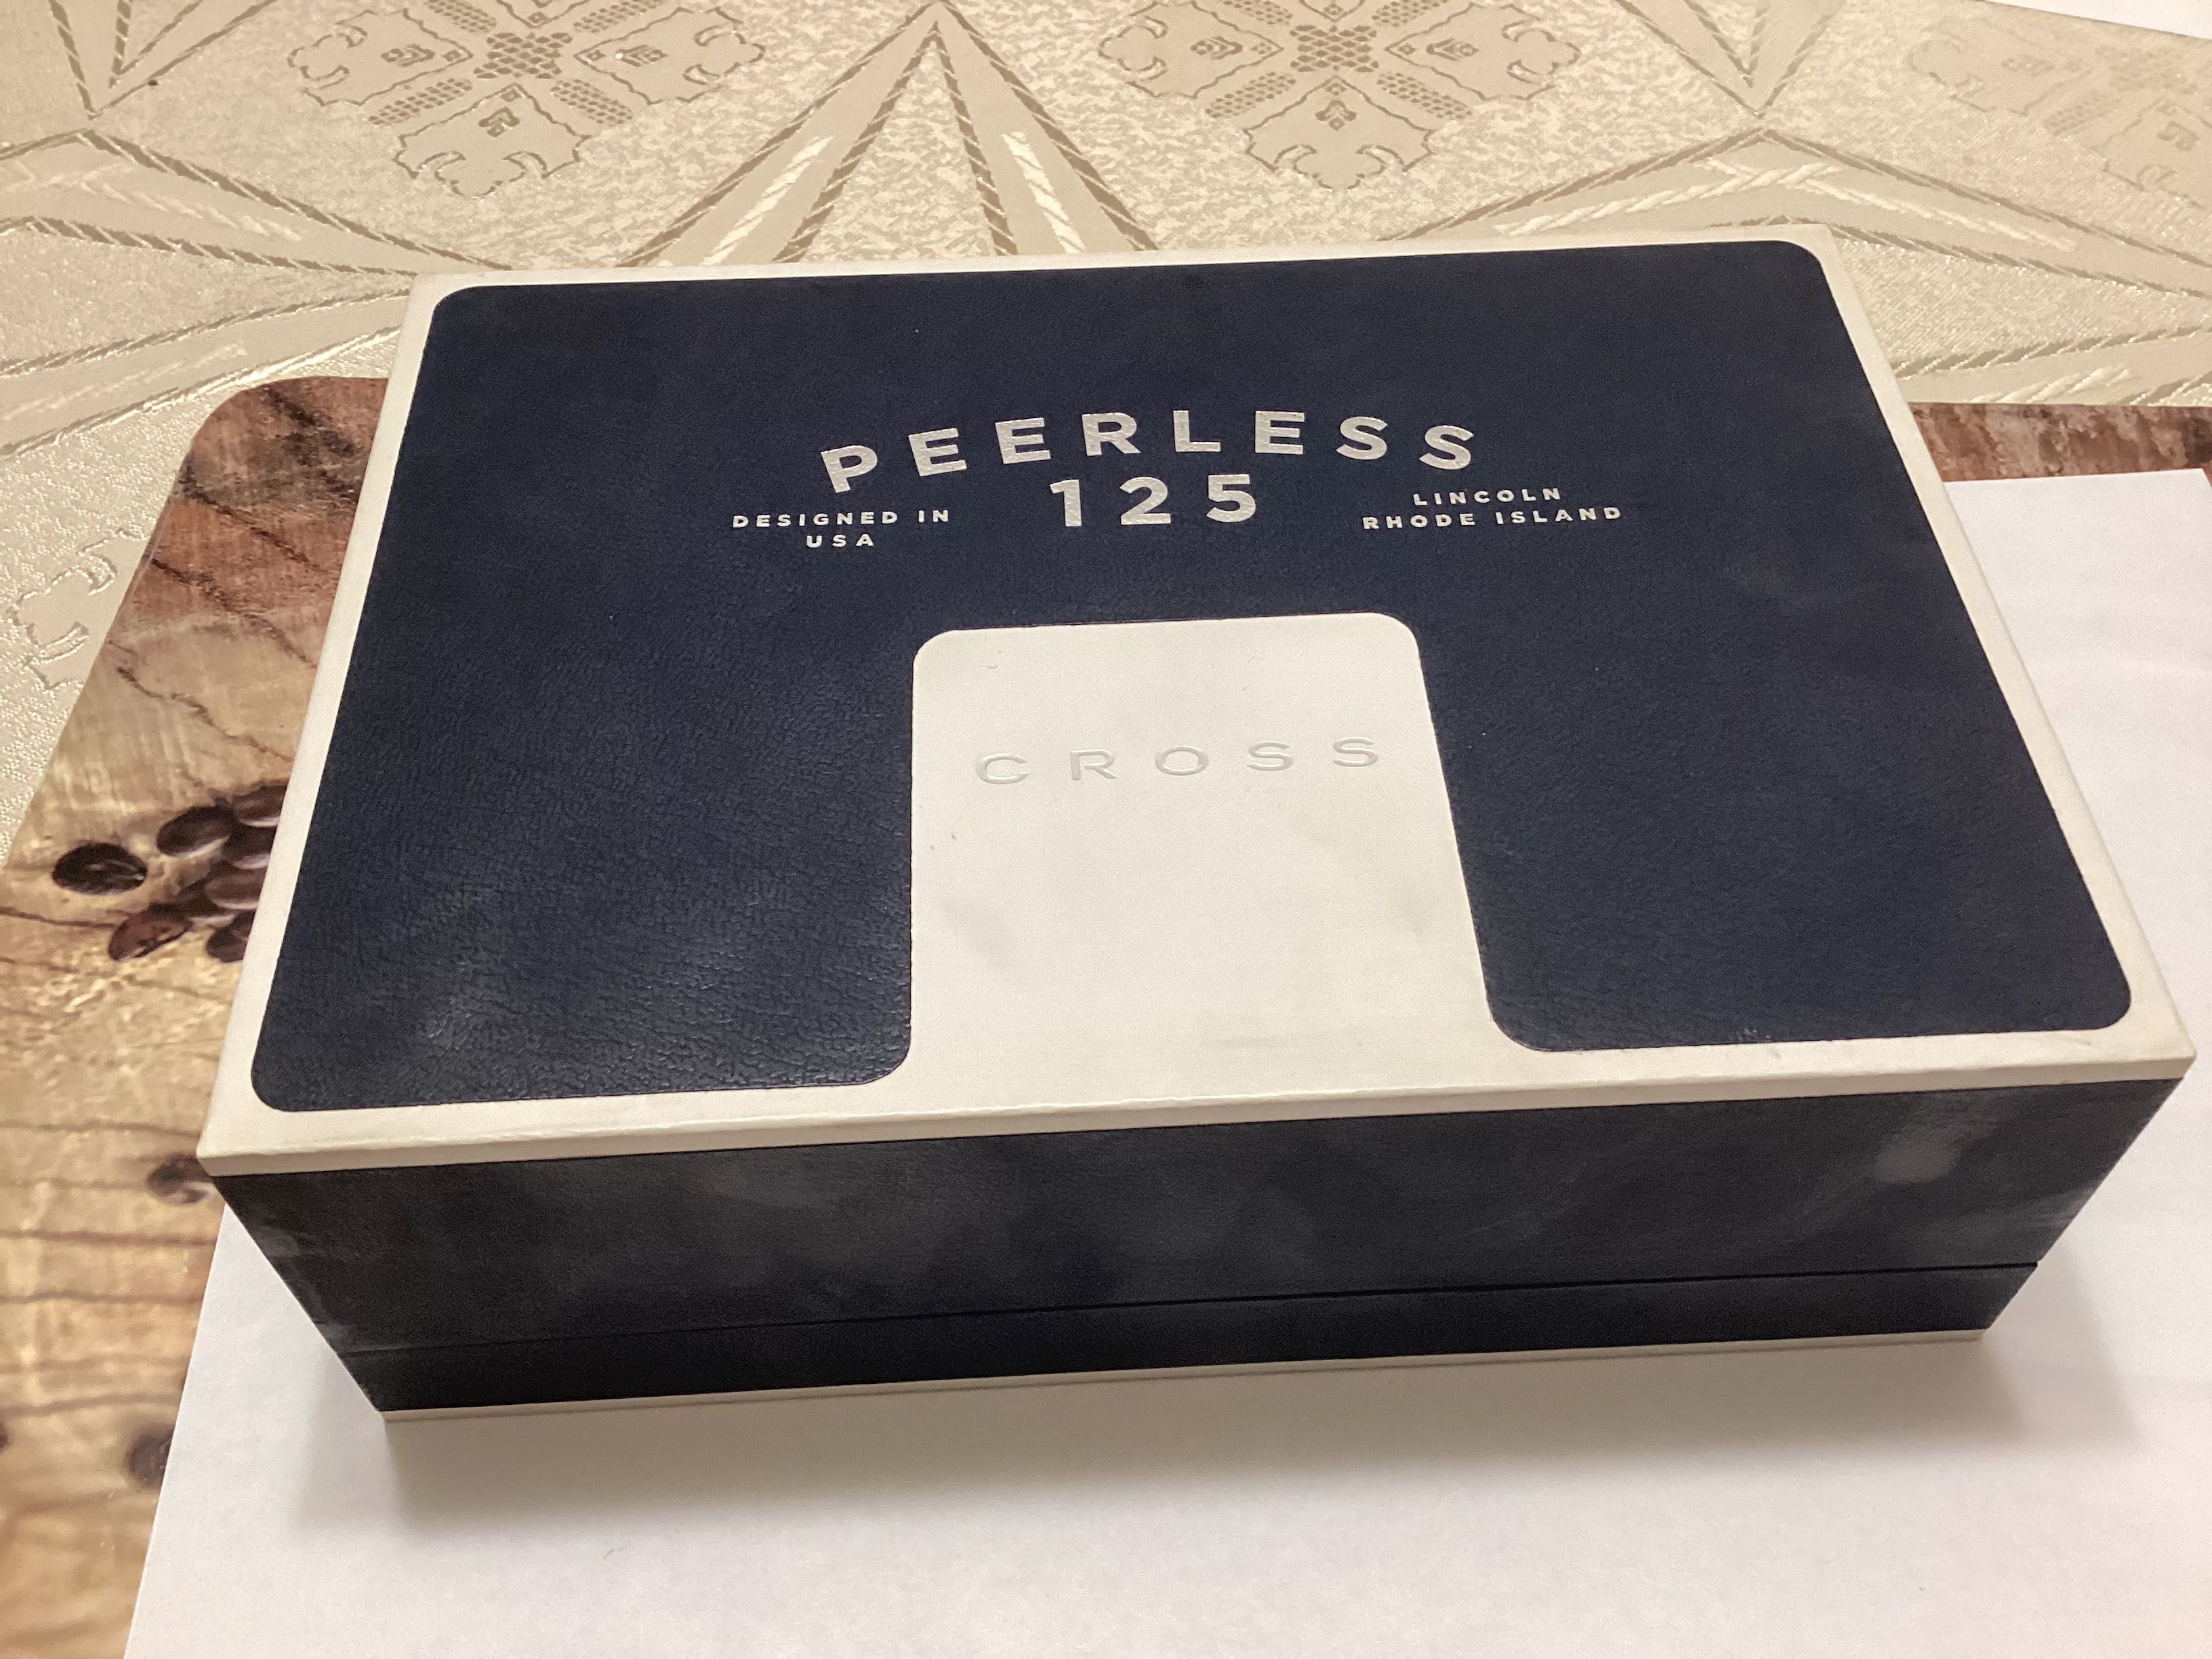 PEERLESS
125
DESIGNED IN
USA
LINCOLN
RHODE ISLAND
CROSS